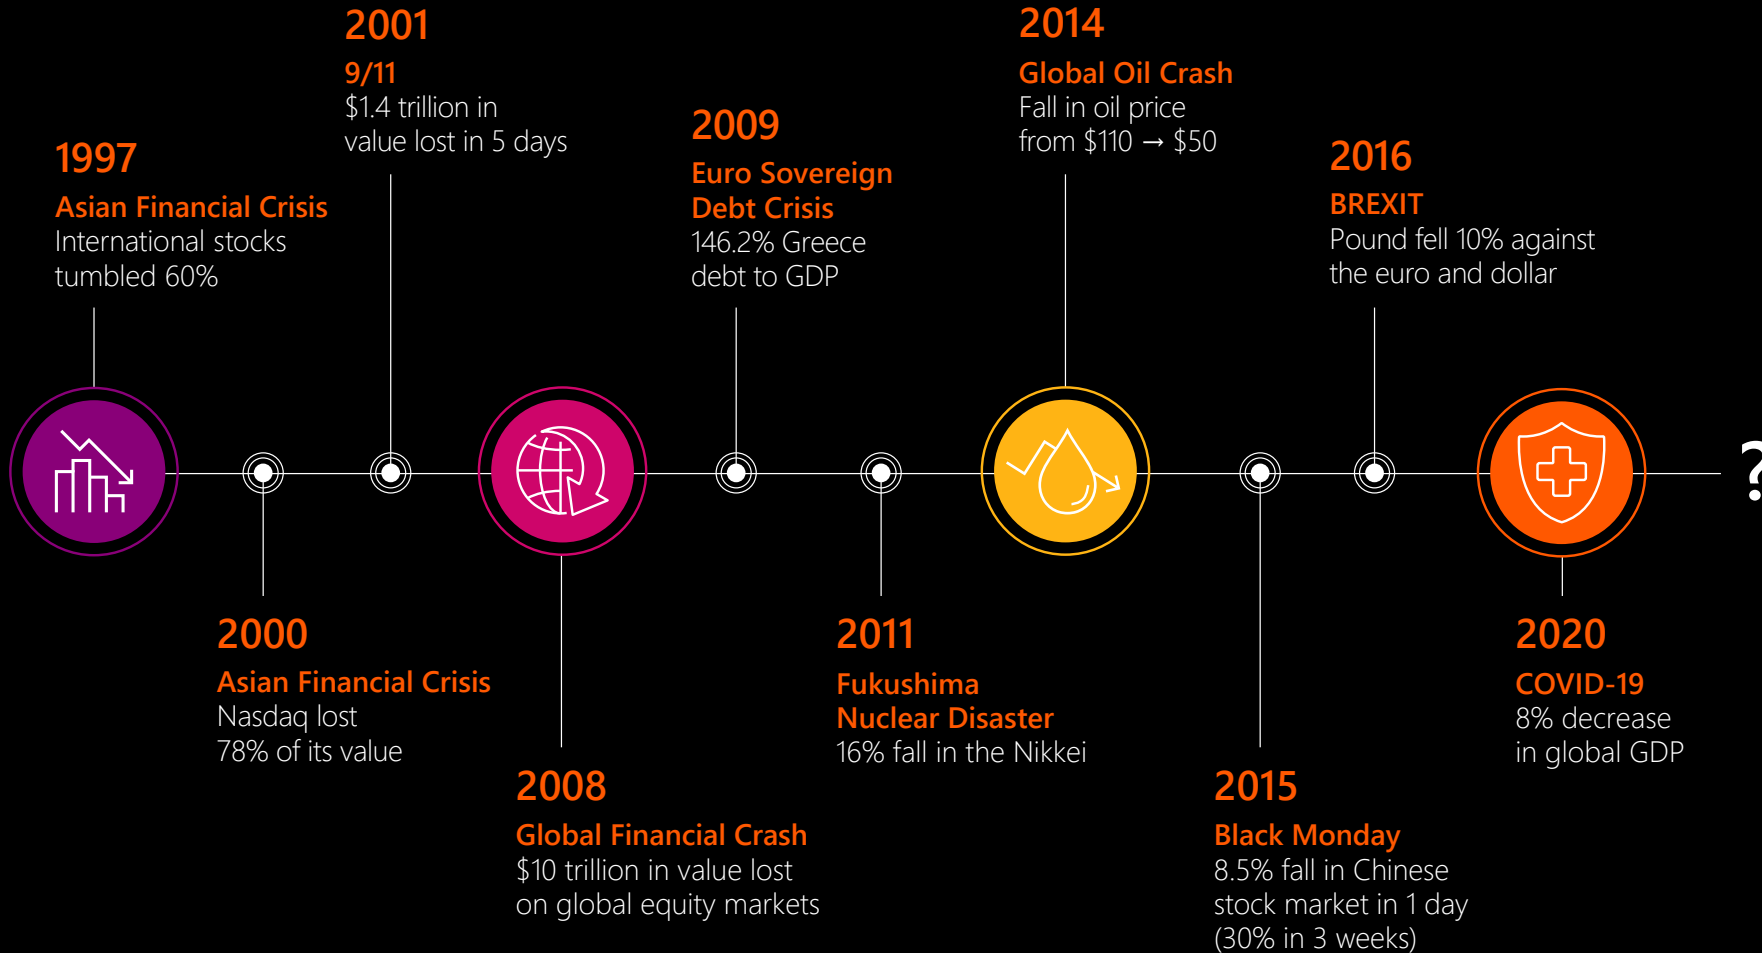 1997
Asian Financial Crisis
International stocks
tumbled 60%
2000
Asian Financial Crisis
Nasdaq lost
78% of its value
2001
9/11
$1.4 trillion in
value lost in 5 days
2008
Global Financial Crash
$10 trillion in value lost
on global equity markets
2009
Euro Sovereign
Debt Crisis
146.2% Greece
debt to GDP
2011
Fukushima
Nuclear Disaster
16% fall in the Nikkei
2014
Global Oil Crash
Fall in oil price
from $110 → $50
2015
Black Monday
8.5% fall in Chinese
stock market in 1 day
(30% in 3 weeks)
2016
BREXIT
Pound fell 10% against
the euro and dollar
2020
COVID-19
8% decrease
in global GDP
?